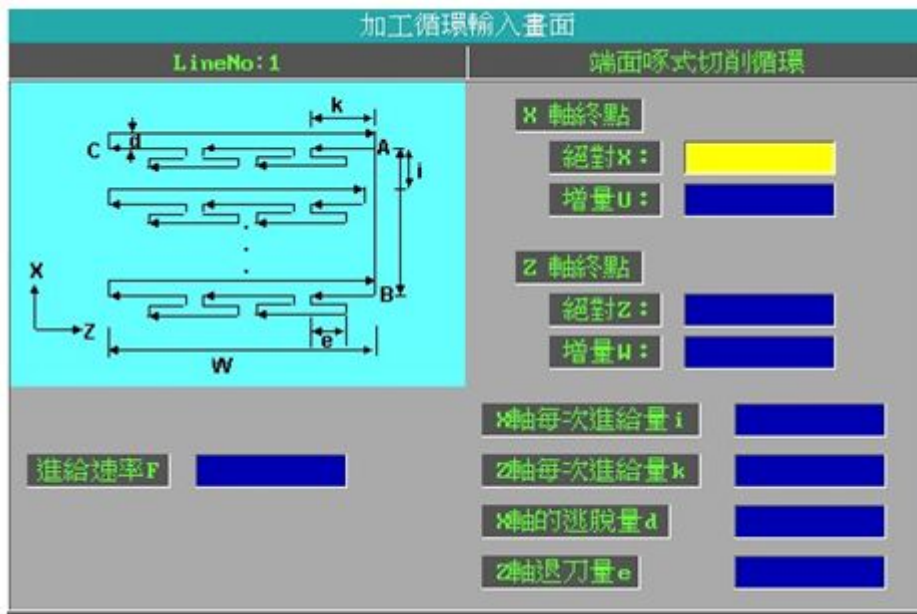 加工循環輸入畫面
LineNo:1
端面啄式切削循環
k
d
C
A
i
X
B
Z
e
W
X 軸終點
絕對X:
增量U:
Z 軸終點
絕對Z:
增量W:
X軸每次進給量i
進給速率F
Z軸每次進給量k
X軸的逃脫量d
Z軸退刀量e